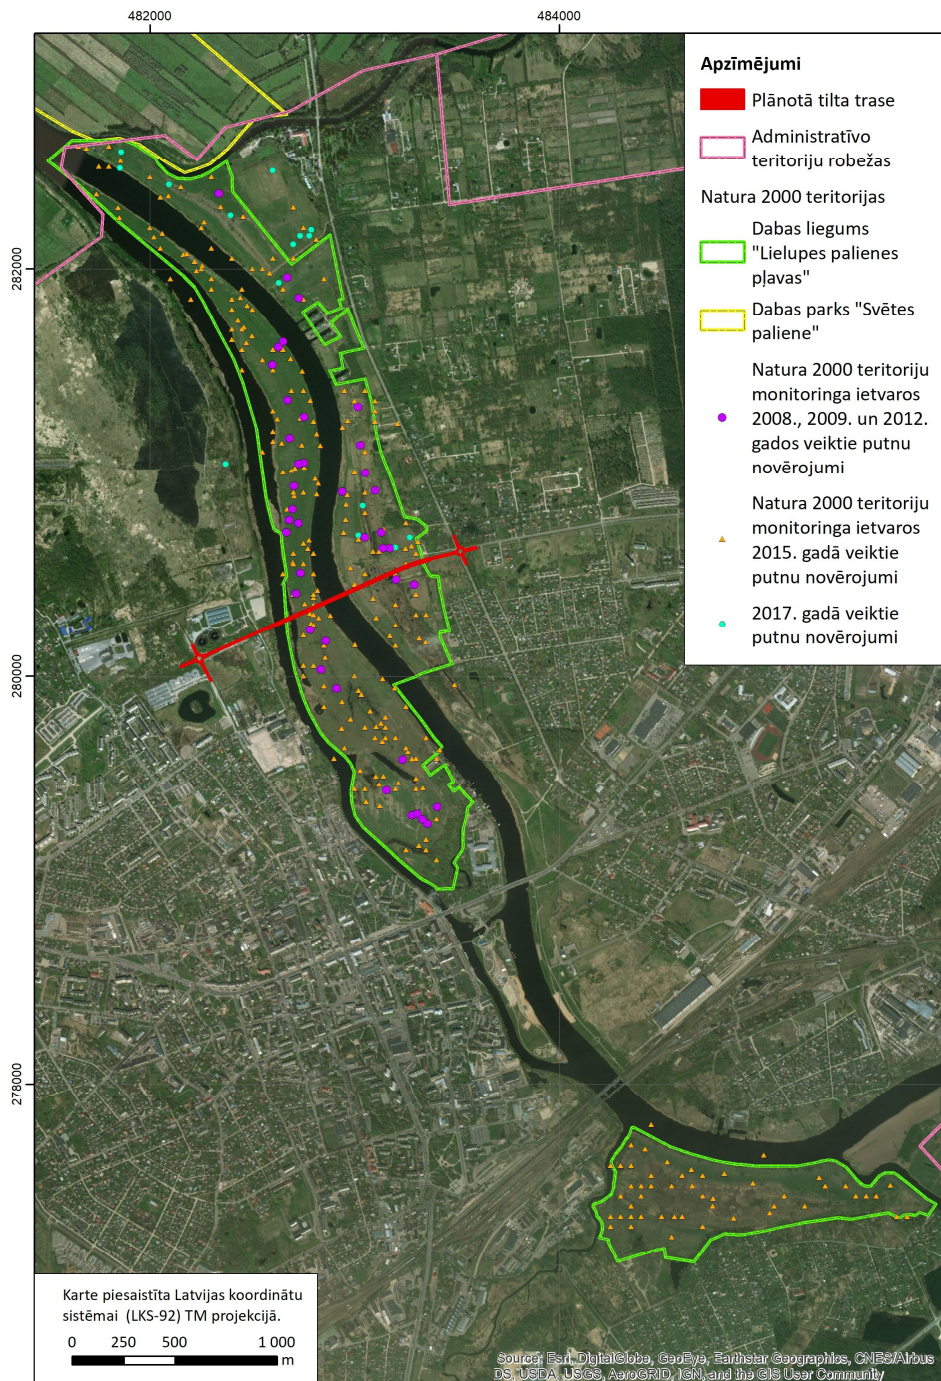 482000
484000
282000
280000
278000
Apzīmējumi
Plānotā tilta trase
Administratīvo
teritoriju robežas
Natura 2000 teritorijas
Dabas liegums
"Lielupes palienes
pļavas"
Dabas parks "Svētes
paliene"
Natura 2000 teritoriju
monitoringa ietvaros
2008., 2009. un 2012.
gados veiktie putnu
novērojumi
Natura 2000 teritoriju
monitoringa ietvaros
2015. gadā veiktie
putnu novērojumi
2017. gadā veiktie
putnu novērojumi
Karte piesaistīta Latvijas koordinātu
sistēmai (LKS-92) TM projekcijā.
0 250 500 1 000
m
Source: Esri, DigitalGlobe, GeoEye, Earthstar Geographics, CNES/Airbus
DS, USDA, USGS, AeroGRID, IGN, and the GIS User Community